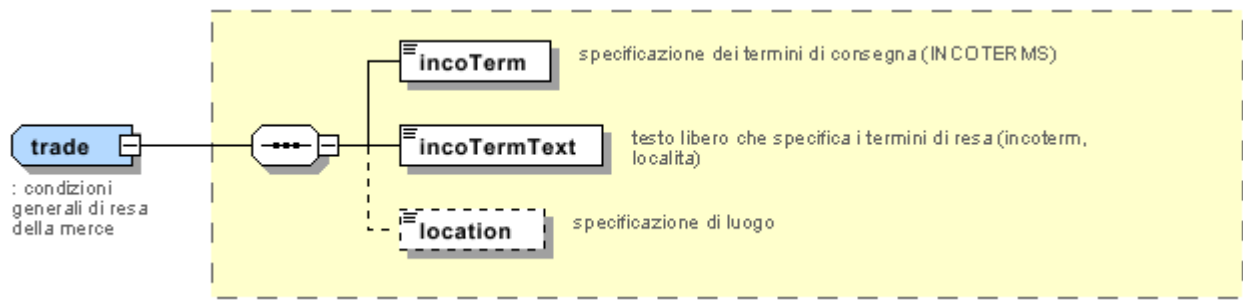 incoTerm
specificazione dei termini di consegna (INCOTERMS)
trade
: condizioni
generali di resa
della merce
incoTermText
testo libero che specifica i termini di resa (incoterm,
localita)
location
specificazione di luogo